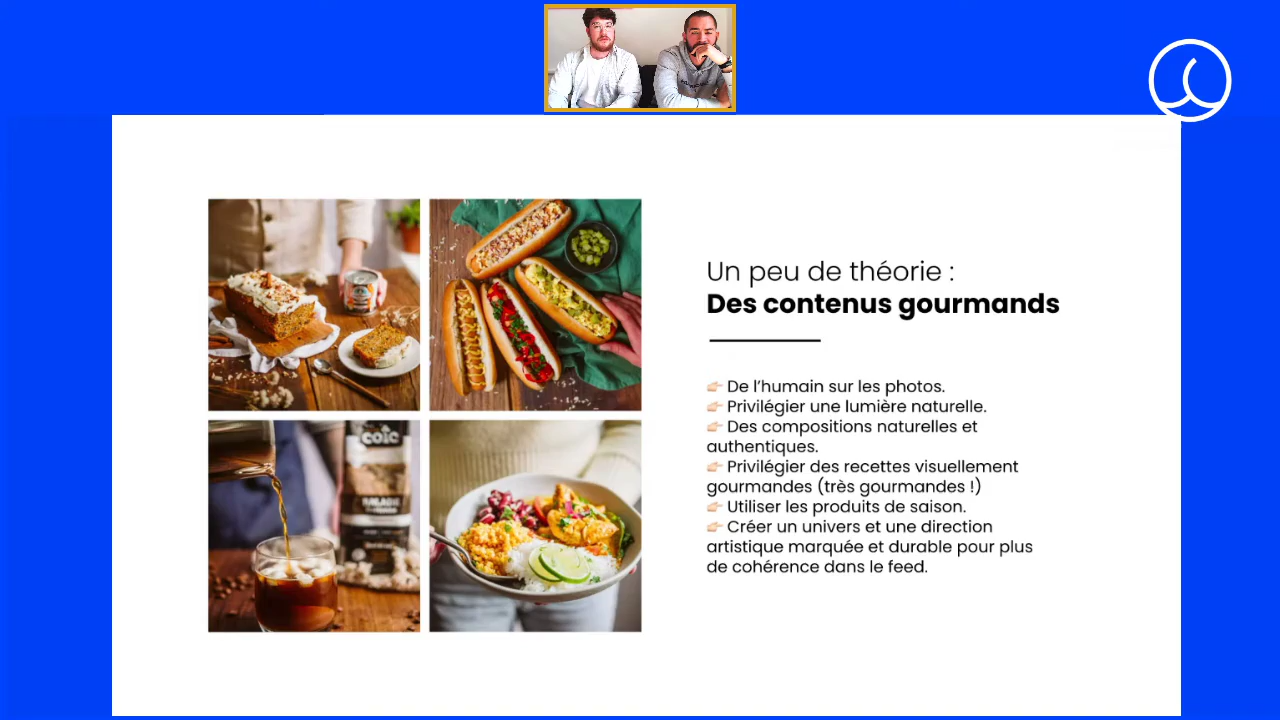 Un peu de théorie :
Des contenus gourmands
👉🏻 De l’humain sur les photos.
👉🏻 Privilégier une lumière naturelle.
👉🏻 Des compositions naturelles et
authentiques.
👉🏻 Privilégier des recettes visuellement
gourmandes (très gourmandes !)
👉🏻 Utiliser les produits de saison.
👉🏻 Créer un univers et une direction
artistique marquée et durable pour plus
de cohérence dans le feed.
coïc